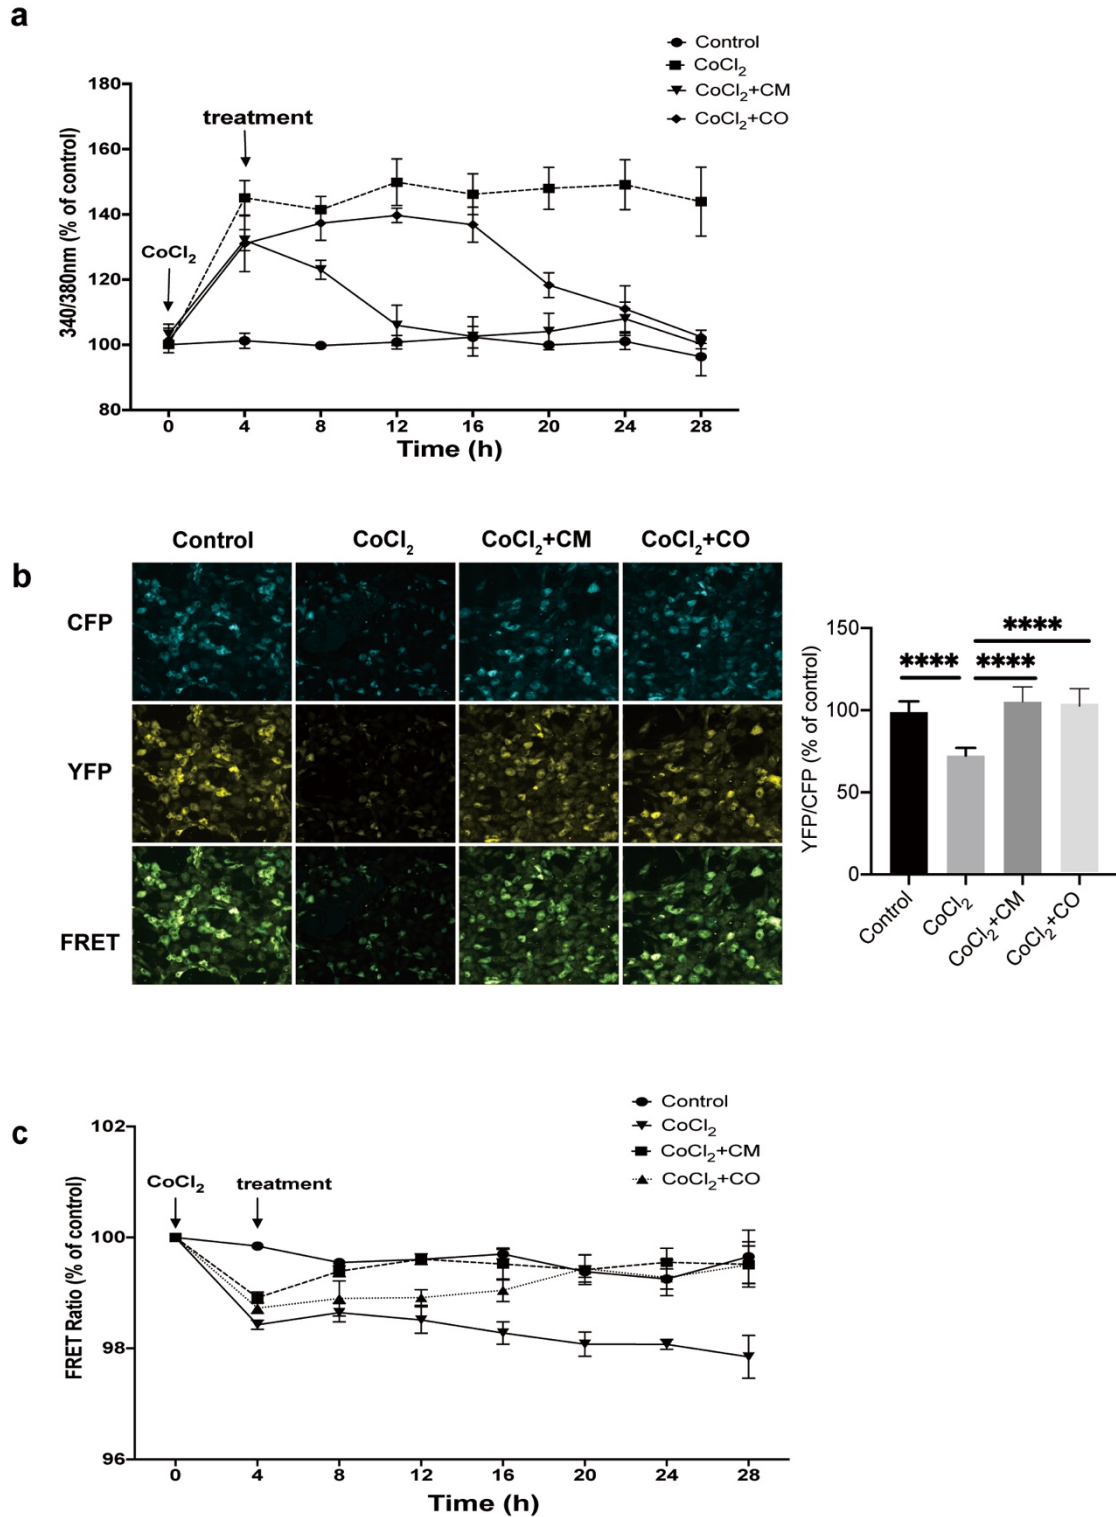 a
Control
CoCl2
CoCl2+CM
CoCl2+CO
180
160
140
120
100
80
340/380nm (% of control)
treatment
CoCl2
0 4 8 12 16 20 24 28
Time (h)
b
Control CoCl2 CoCl2+CM CoCl2+CO
CFP
YFP
FRET
150
100
50
0
YFP/CFP (% of control)
**** ****
****
Control CoCl2 CoCl2+CM CoCl2+CO
c
Control
CoCl2
CoCl2+CM
CoCl2+CO
102
100
98
96
FRET Ratio (% of control)
CoCl2 treatment
0 4 8 12 16 20 24 28
Time (h)